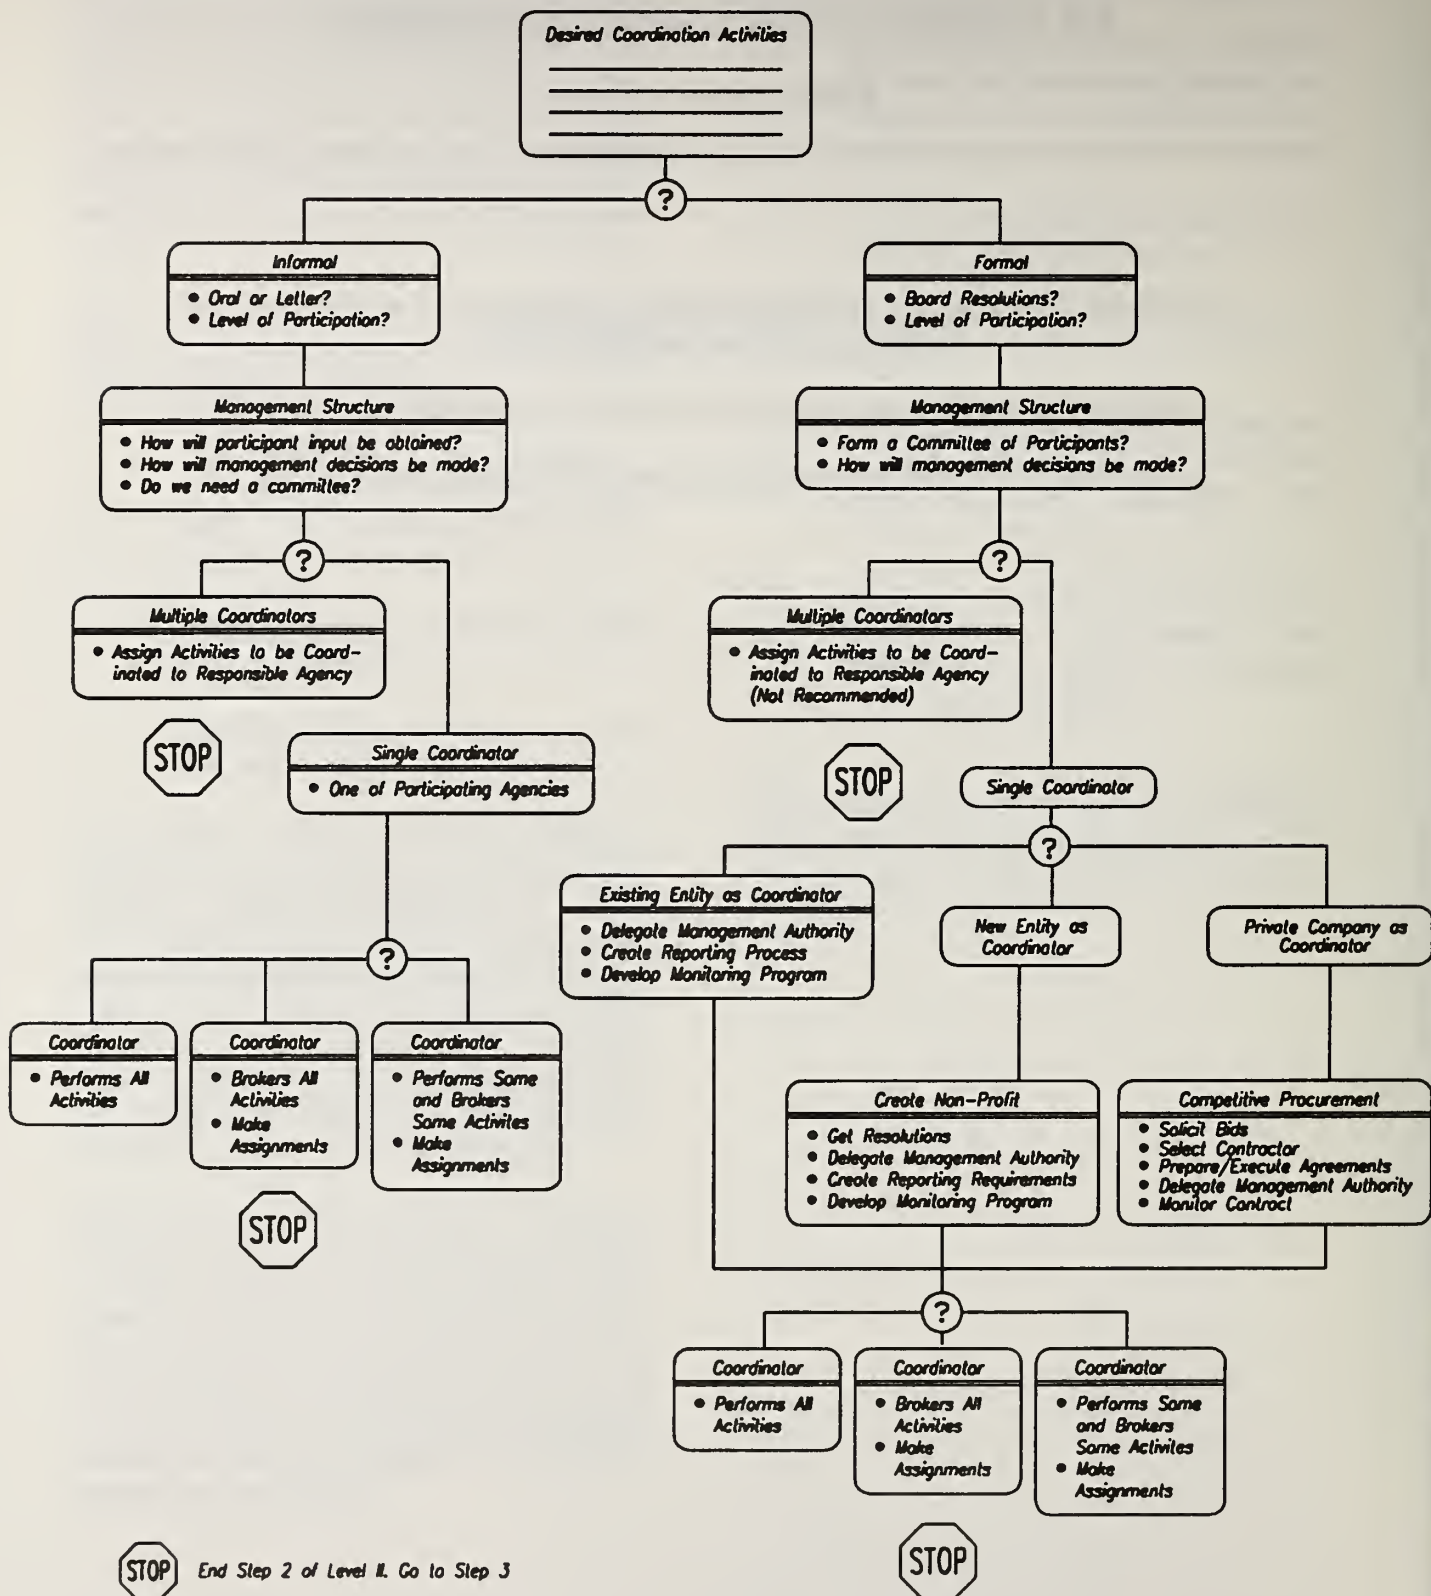 Desired Coordination Activities
?
Informal
● Oral or Letter?
● Level of Participation?
Formal
● Board Resolutions?
● Level of Participation?
Management Structure
● How will participant input be obtained?
● How will management decisions be made?
● Do we need a committee?
Management Structure
● Form a Committee of Participants?
● How will management decisions be made?
?
?
Multiple Coordinators
● Assign Activities to be Coord-
inated to Responsible Agency
STOP
Single Coordinator
● One of Participating Agencies
Multiple Coordinators
● Assign Activities to be Coord-
inated to Responsible Agency
(Not Recommended)
STOP
Single Coordinator
?
Existing Entity as Coordinator
● Delegate Management Authority
● Create Reporting Process
● Develop Monitoring Program
New Entity as
Coordinator
Private Company as
Coordinator
?
Coordinator
● Performs All
Activities
Coordinator
● Brokers All
Activities
● Make
Assignments
Coordinator
● Performs Some
and Brokers
Some Activites
● Make
Assignments
STOP
Create Non-Profit
● Get Resolutions
● Delegate Management Authority
● Create Reporting Requirements
● Develop Monitoring Program
Competitive Procurement
● Solicit Bids
● Select Contractor
● Prepare/Execute Agreements
● Delegate Management Authority
● Monitor Contract
?
Coordinator
● Performs All
Activities
Coordinator
● Brokers All
Activities
● Make
Assignments
Coordinator
● Performs Some
and Brokers
Some Activites
● Make
Assignments
STOP
STOP End Step 2 of Level II. Go to Step 3